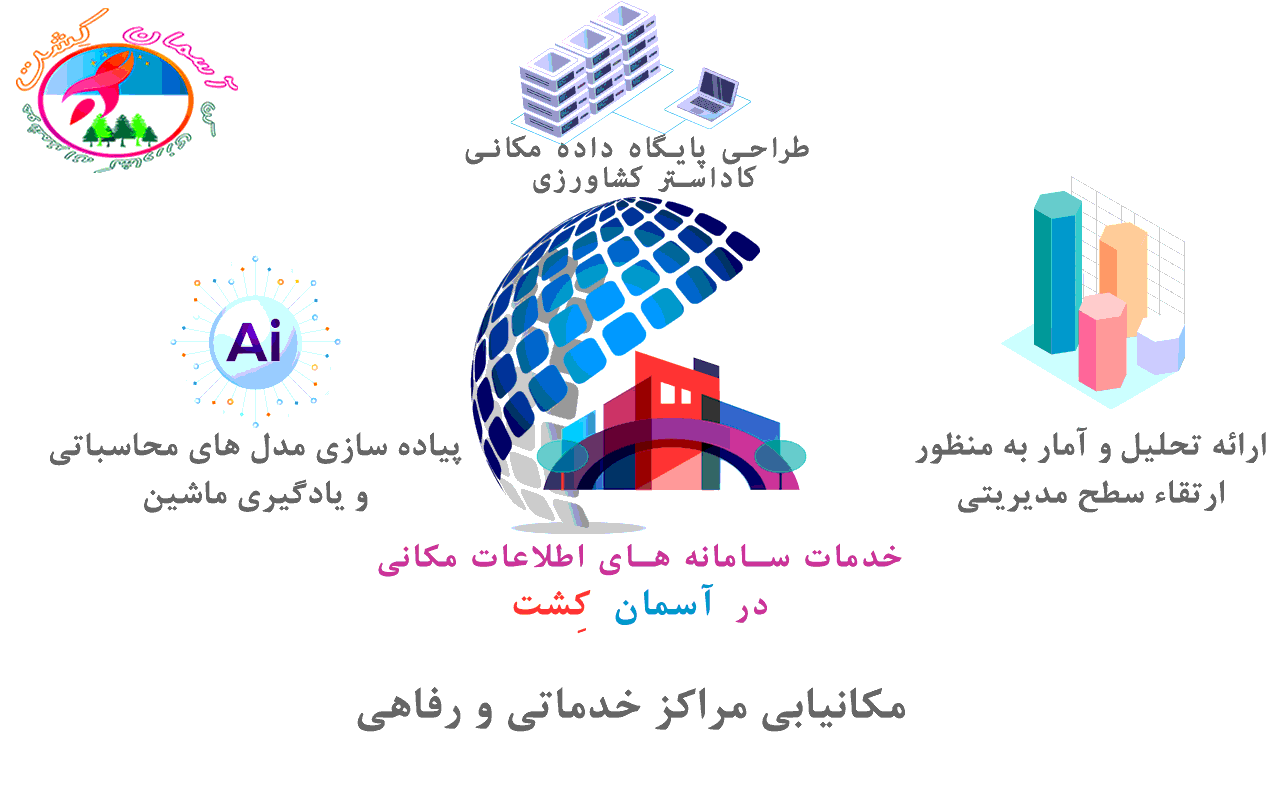 آسمان کِشت
طراحی پایگاه داده مکانی
کاداستر کشاورزی
Ai
ارائه تحلیل و آمار به منظور
ارتقاء سطح مدیریتی
پیاده سازی مدل های محاسباتی
و یادگیری ماشین
خدمات سامانه های اطلاعات مکانی
در آسمان کِشت
مکانیابی مراکز خدماتی و رفاهی